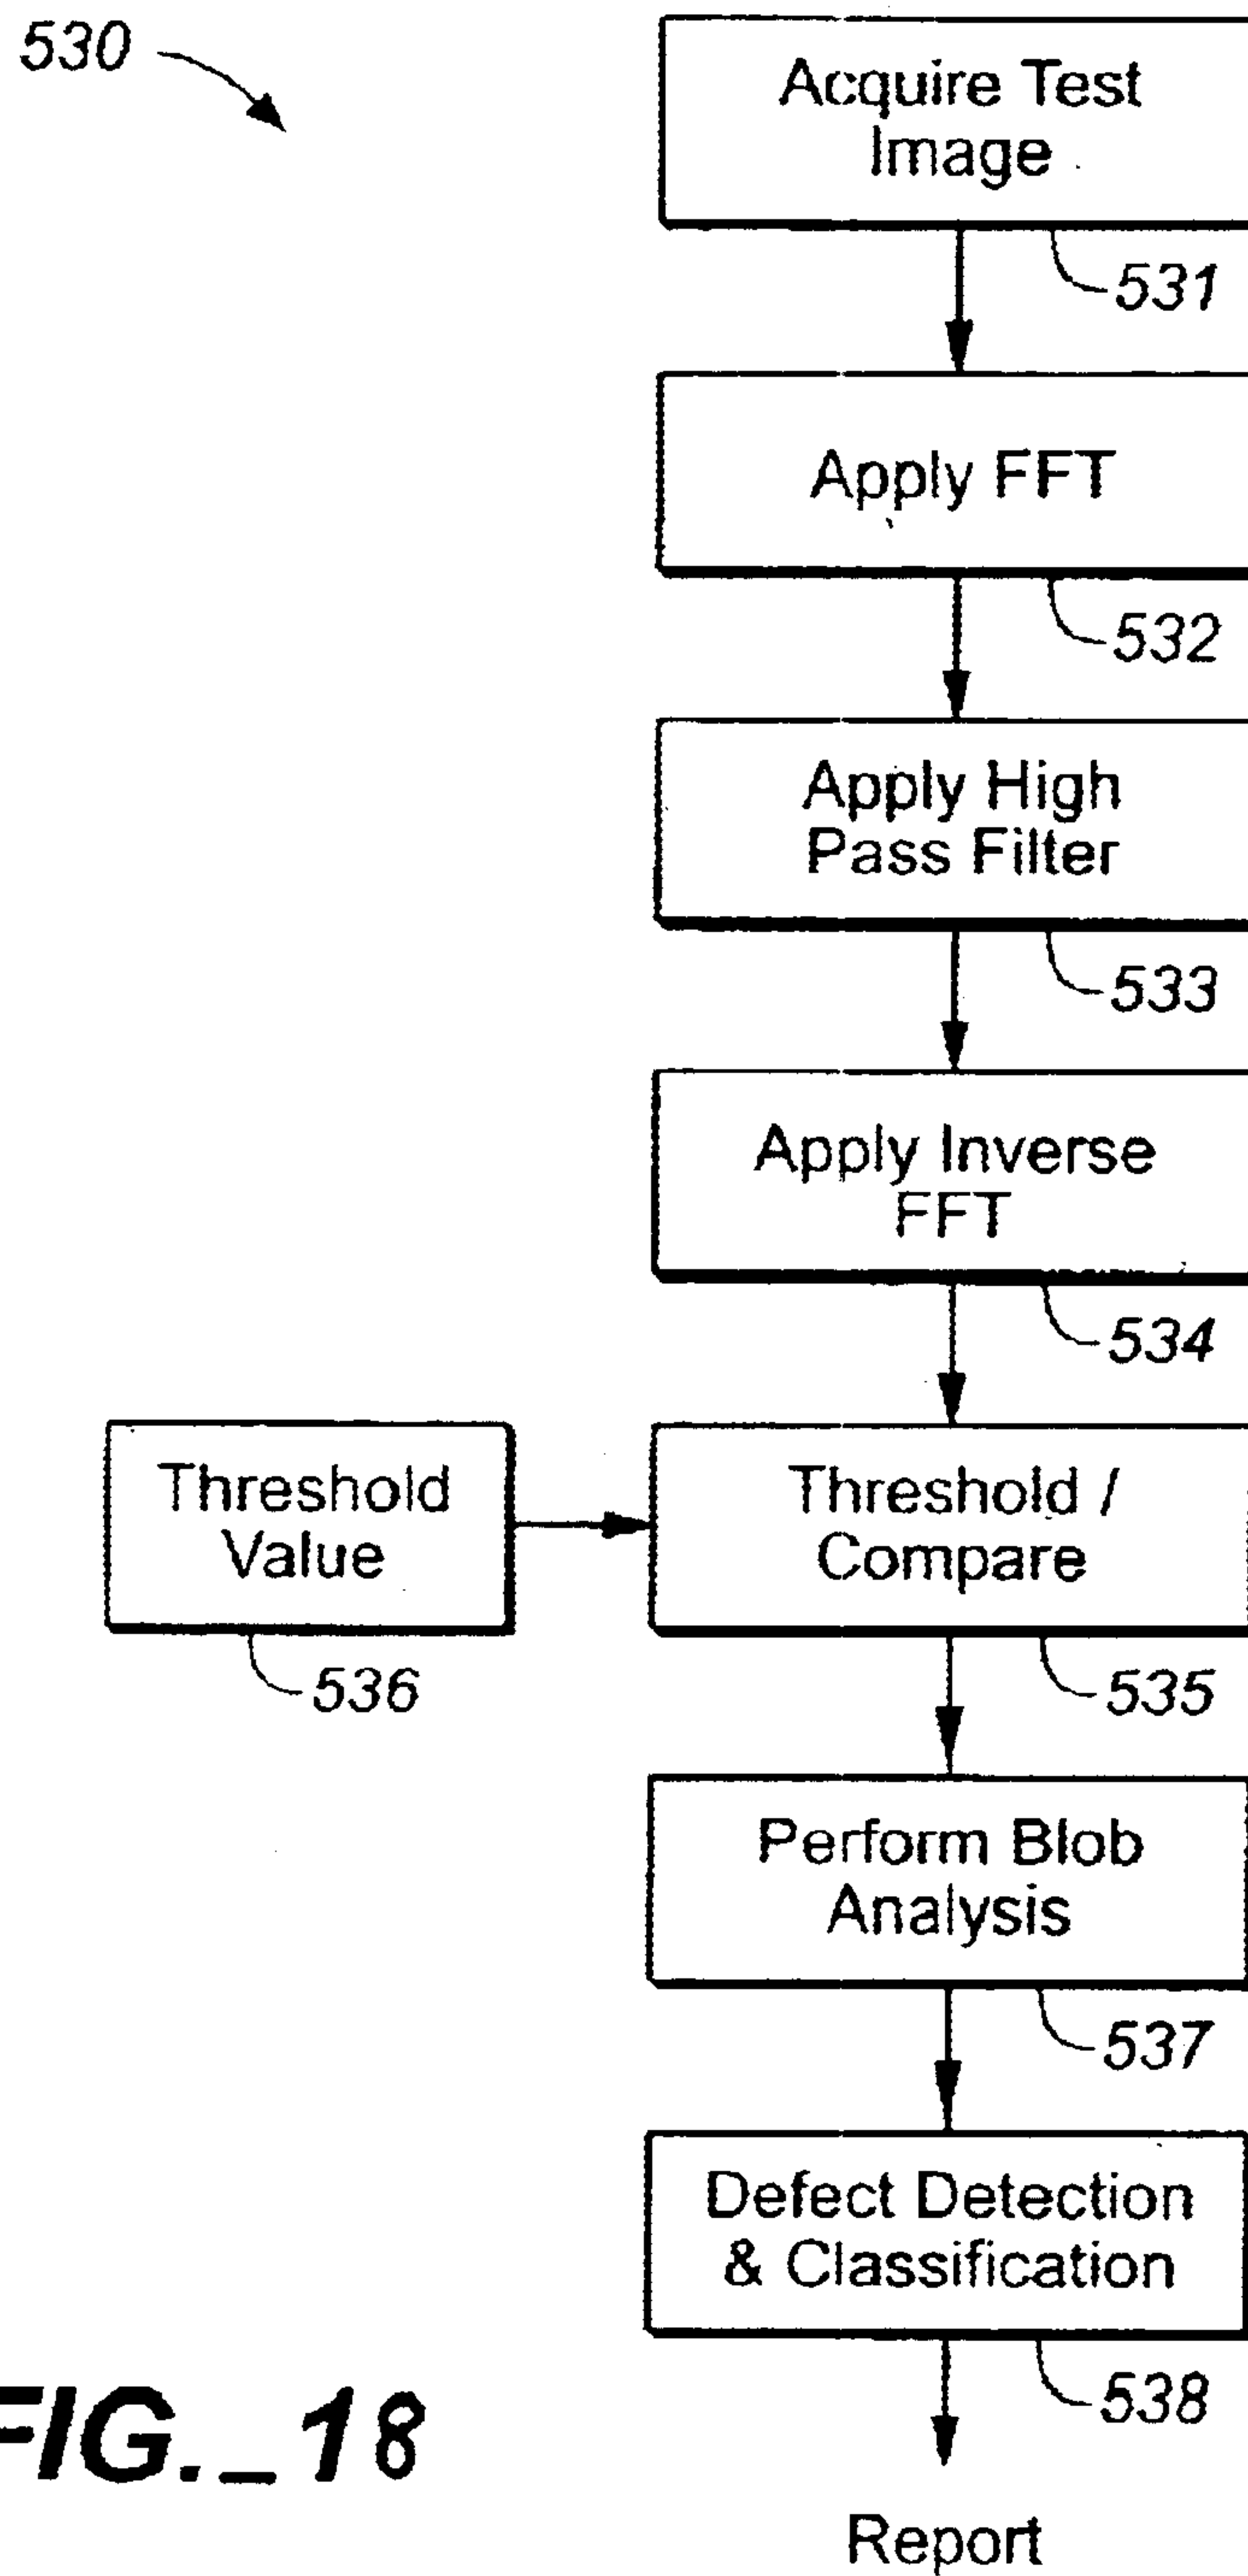 530
Acquire Test
Image
531
Apply FFT
532
Apply High
Pass Filter
533
Apply Inverse
FFT
534
Threshold
Value
536
Threshold /
Compare
535
Perform Blob
Analysis
537
Defect Detection
& Classification
538
Report
FIG._18